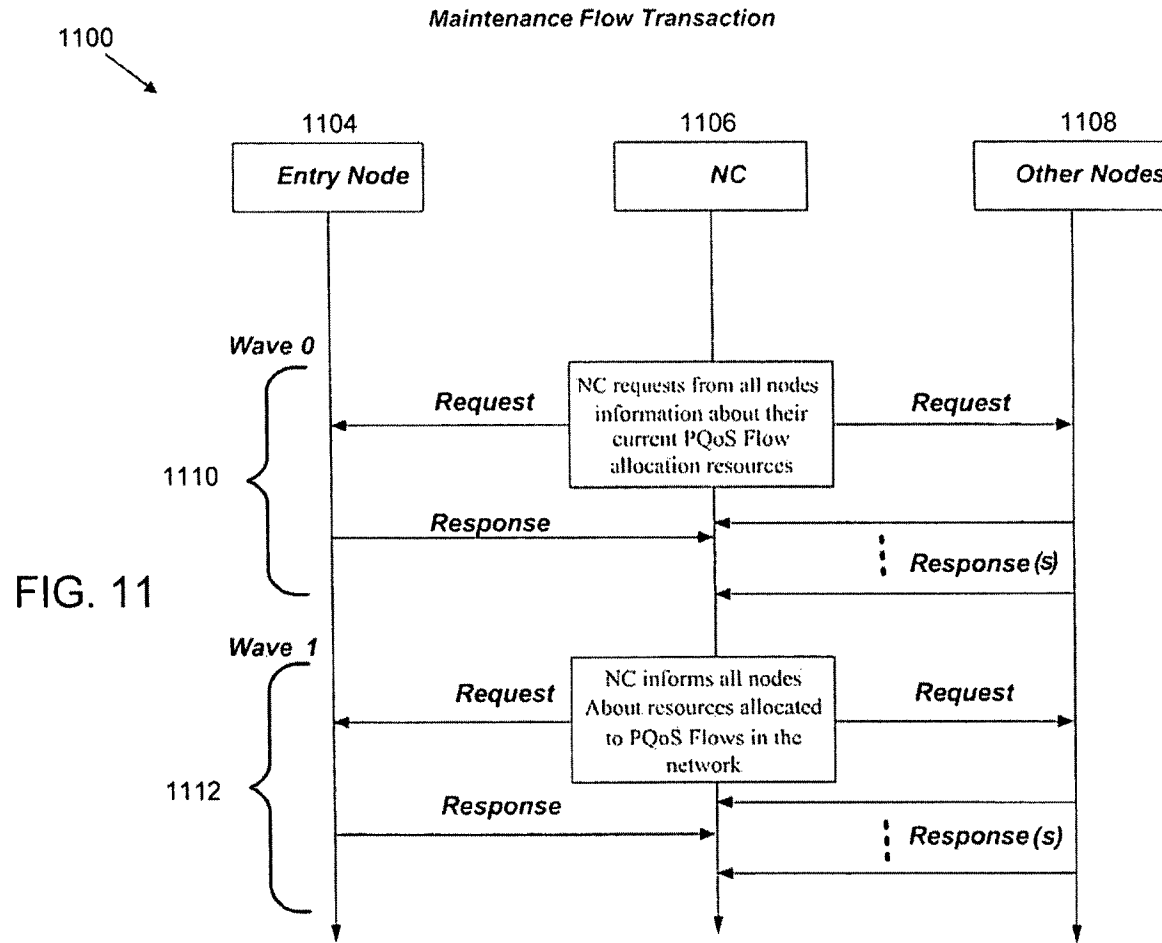 Maintenance Flow Transaction
1100
1104
1106
1108
Entry Node
NC
Other Nodes
Wave 0
NC requests from all nodes
information about their
current PQoS Flow
allocation resources
Request
Request
1110
Response
Response(s)
FIG. 11
Wave 1
NC informs all nodes
About resources allocated
to PQoS Flows in the
network
Request
Request
1112
Response
Response(s)